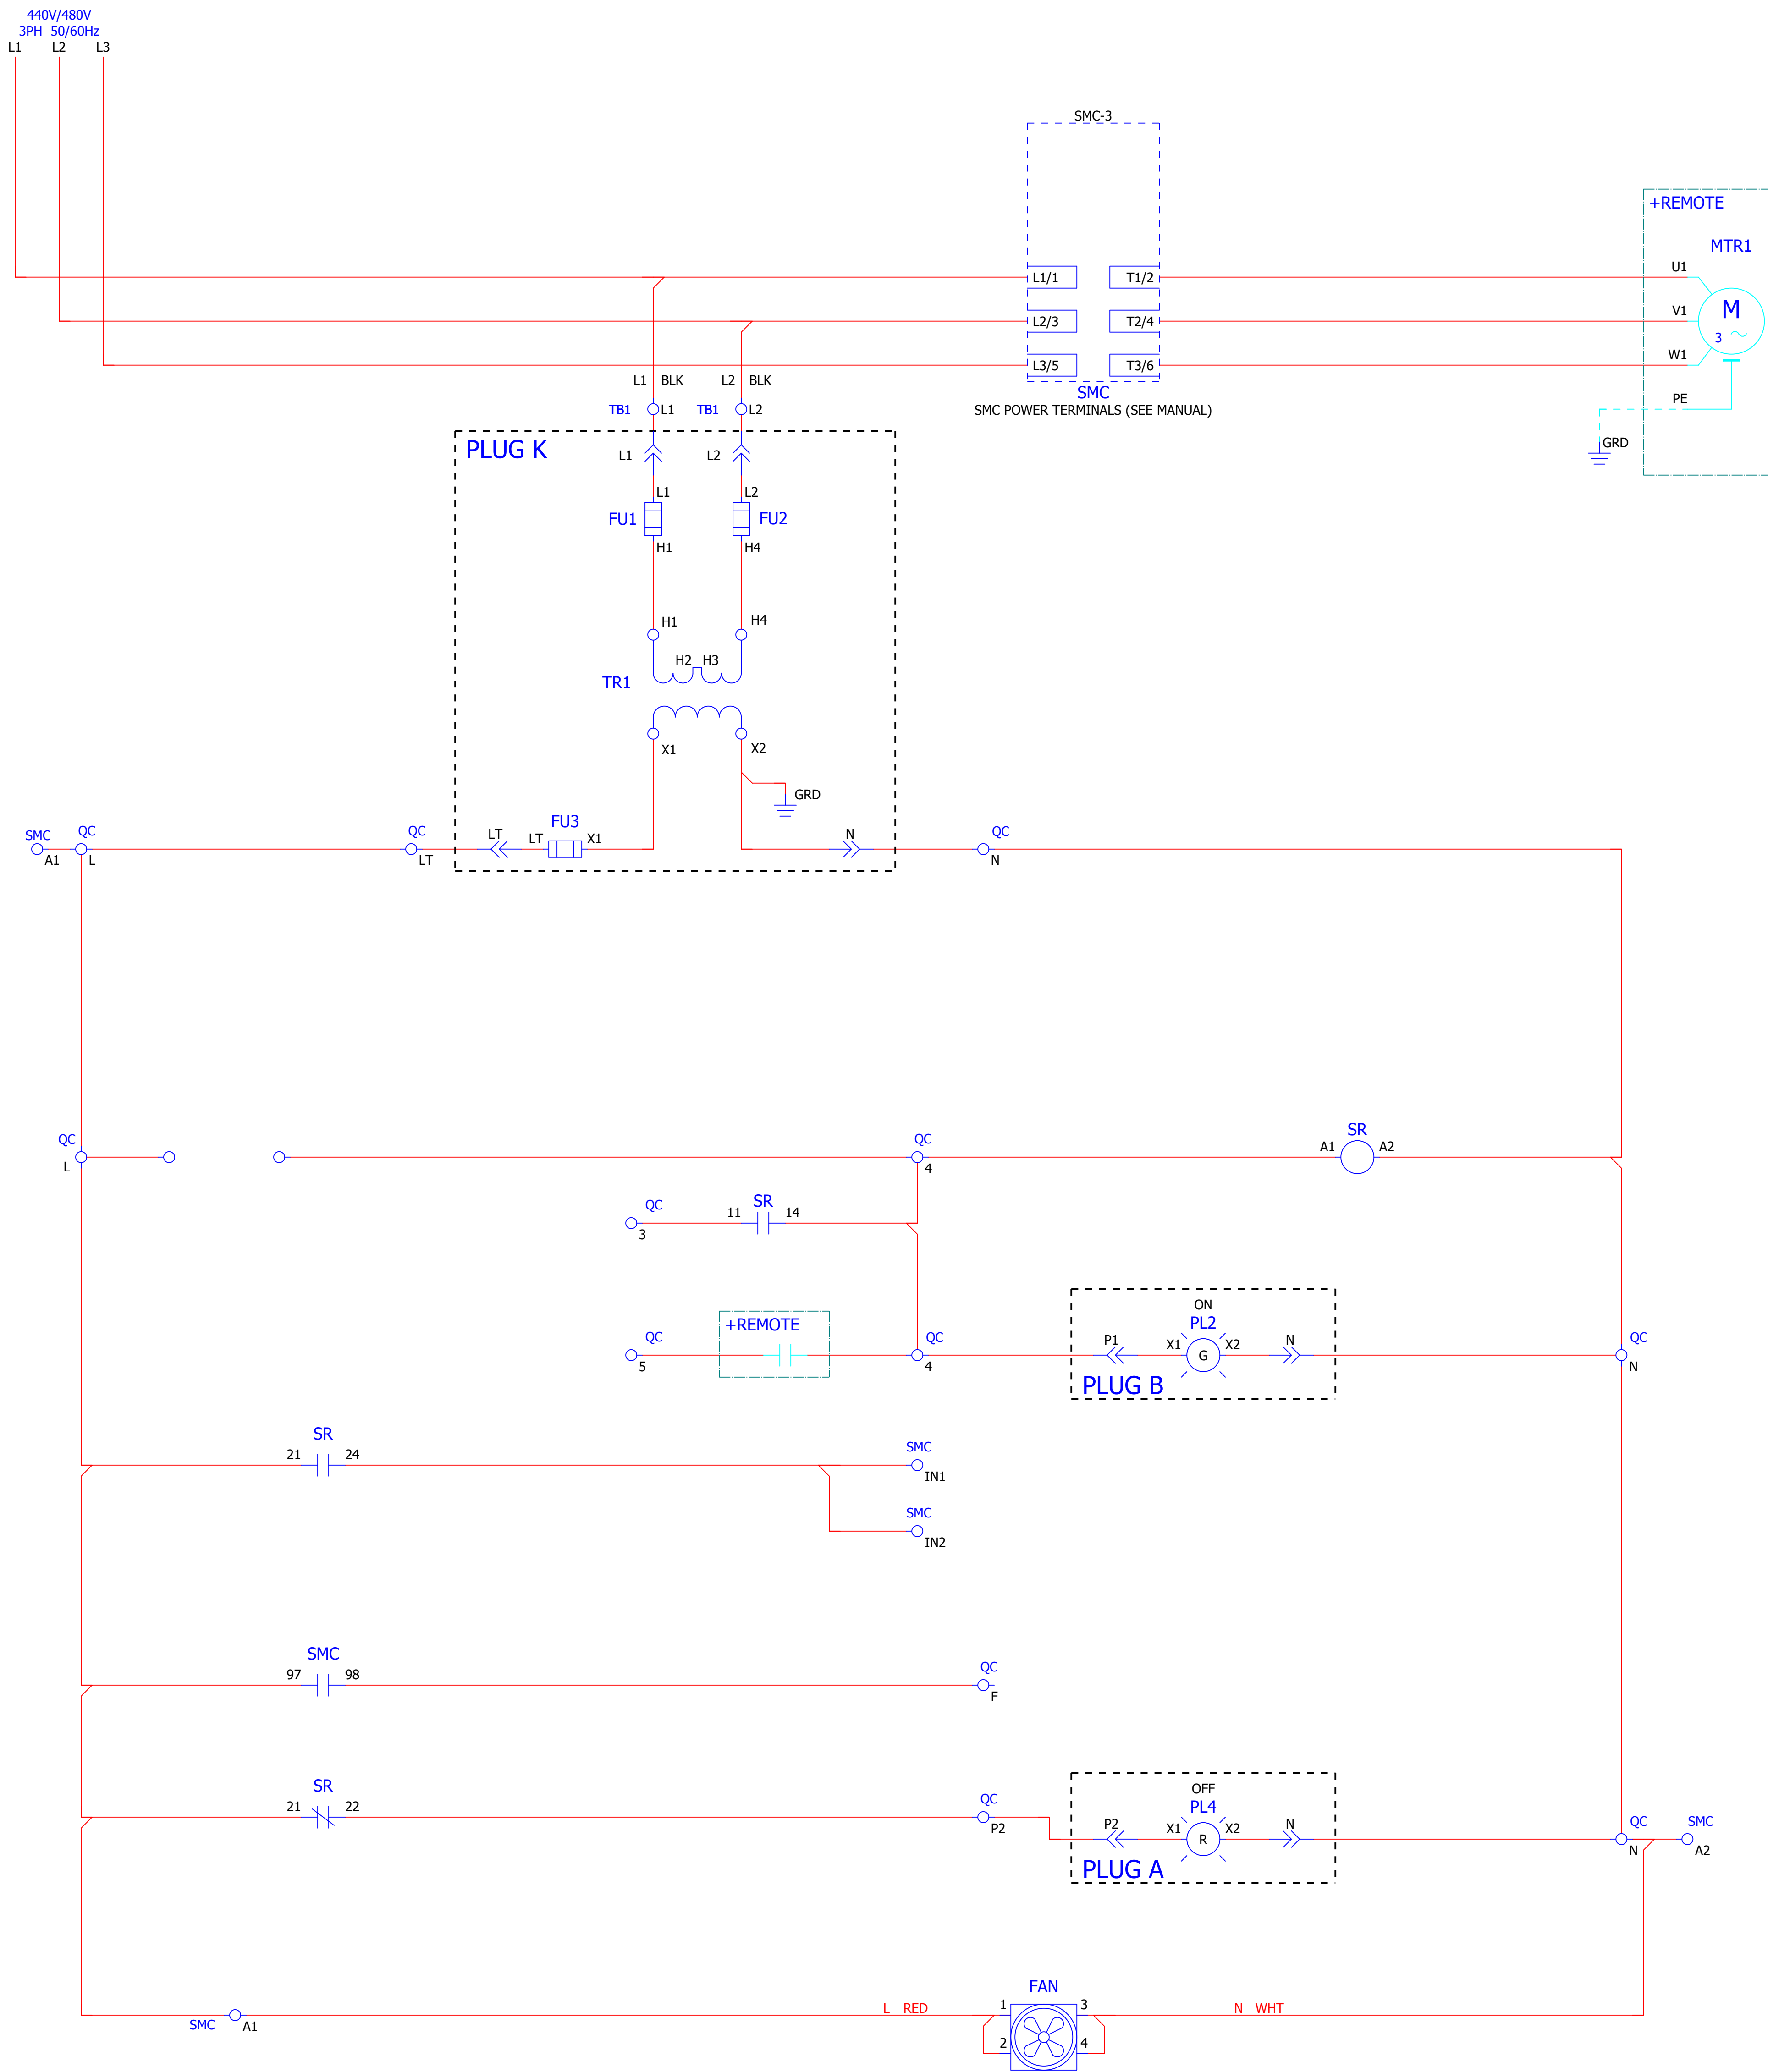 440V/480V
3PH 50/60Hz
L1 L2 L3
SMC-3
+REMOTE
MTR1
U1
L1/1 T1/2
M
3
V1
L2/3 T2/4
W1
L3/5 T3/6
L1 BLK L2 BLK
SMC
SMC POWER TERMINALS (SEE MANUAL)
PE
TB1 L1 TB1 L2
GRD
PLUG K
L1 L2
L1 L2
FU1 FU2
H1 H4
H1 H4
H2 H3
TR1
X1 X2
GRD
FU3
SMC QC QC LT LT X1 N QC
A1 L LT N
QC QC SR
A1 A2
L 4
QC SR
11 14
3
ON
+REMOTE PL2
QC QC P1 X1 G X2 N QC
5 4 N
PLUG B
SR
21 24
SMC
IN1
SMC
IN2
SMC
97 98
QC
F
SR
21 22
OFF
QC PL4
P2
P2 X1 R X2 N QC SMC
N A2
PLUG A
FAN
L RED 1 3 N WHT
SMC A1
2 4